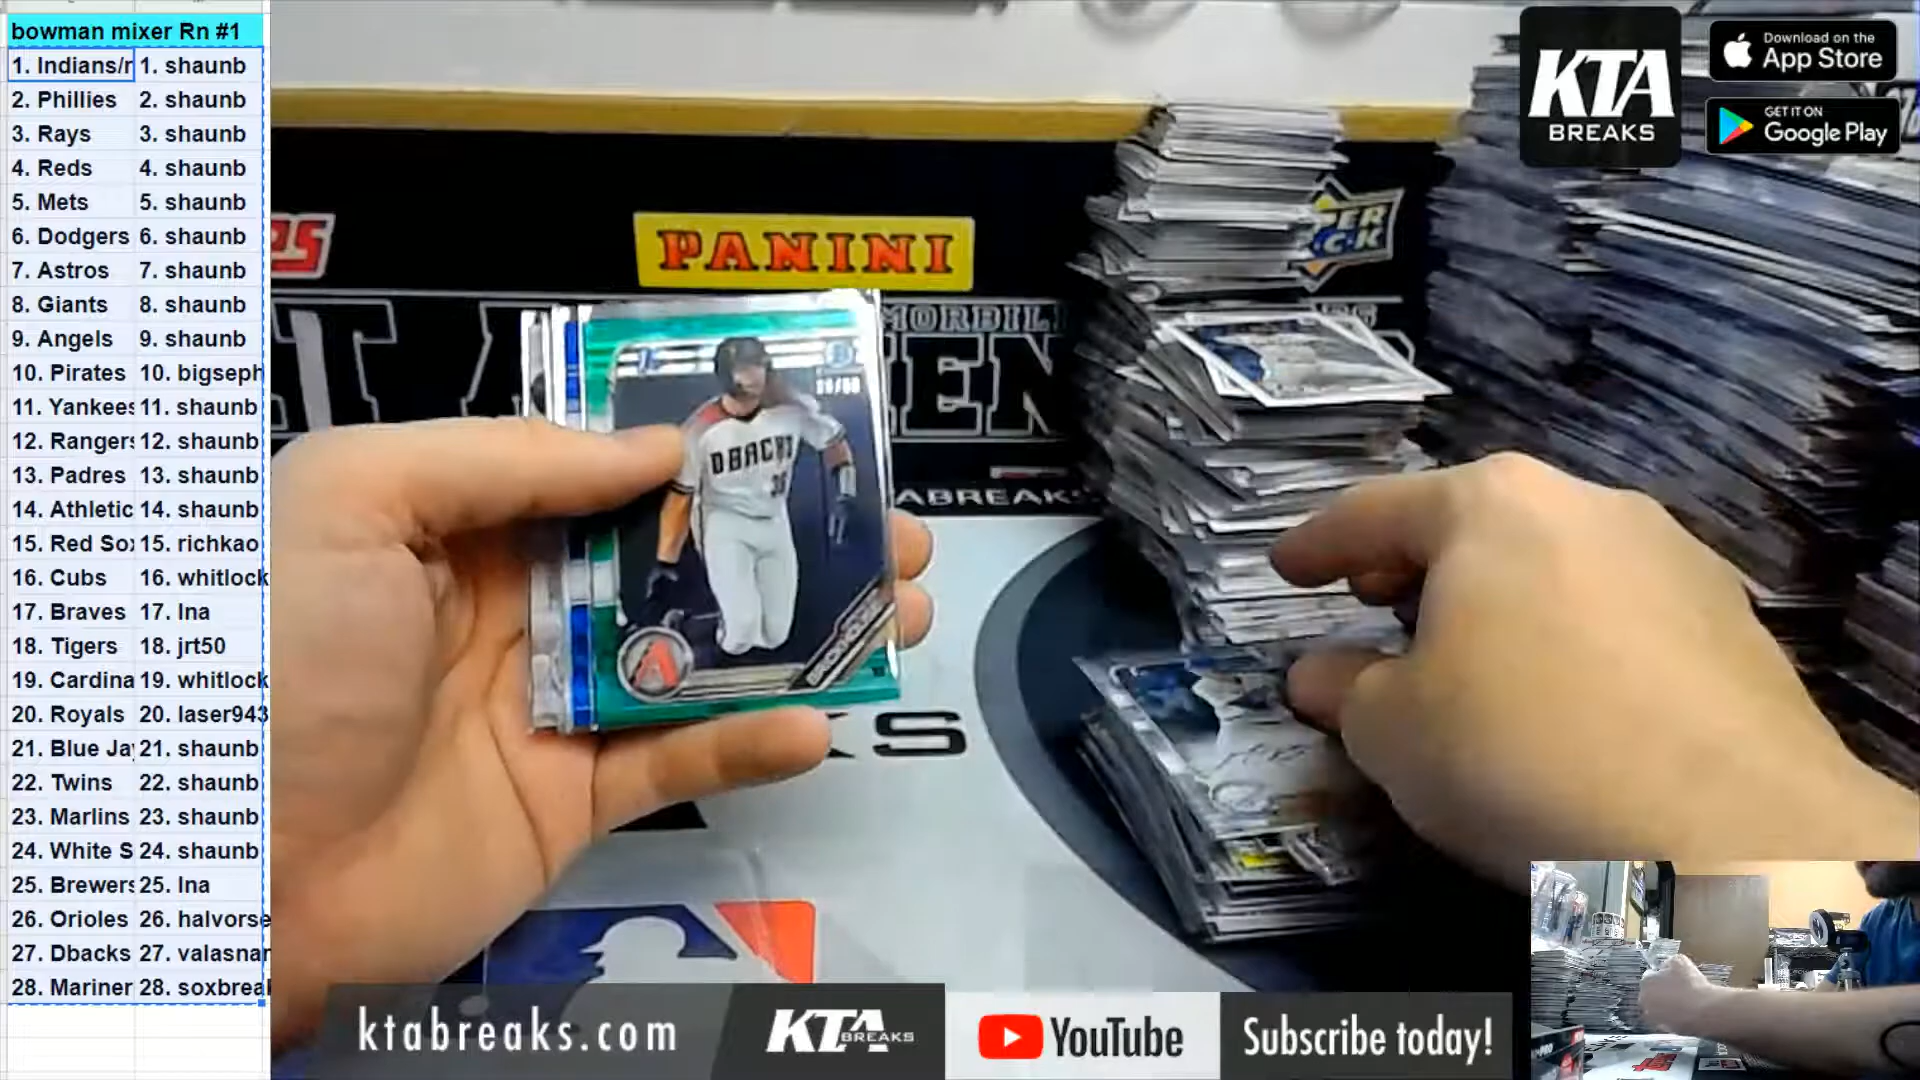 bowman mixer Rn #1
1. Indians/r 1. shaunb
2. Phillies 2. shaunb
3. Rays 3. shaunb
4. Reds 4. shaunb
5. Mets 5. shaunb
6. Dodgers 6. shaunb
7. Astros 7. shaunb
8. Giants 8. shaunb
9. Angels 9. shaunb
10. Pirates 10. bigseph
11. Yankees 11. shaunb
12. Rangers 12. shaunb
13. Padres 13. shaunb
14. Athletic 14. shaunb
15. Red Sox 15. richkao
16. Cubs 16. whitlock
17. Braves 17. lna
18. Tigers 18. jrt50
19. Cardina 19. whitlock
20. Royals 20. laser943
21. Blue Jay 21. shaunb
22. Twins 22. shaunb
23. Marlins 23. shaunb
24. White S 24. shaunb
25. Brewers 25. lna
26. Orioles 26. halvorse
27. Dbacks 27. valasnar
28. Mariner 28. soxbreak
KTA
BREAKS
Download on the
App Store
GET IT ON
Google Play
PANINI
DBACKS
ABREAKS
KS
ktabreaks.com
KTA BREAKS
YouTube
Subscribe today!